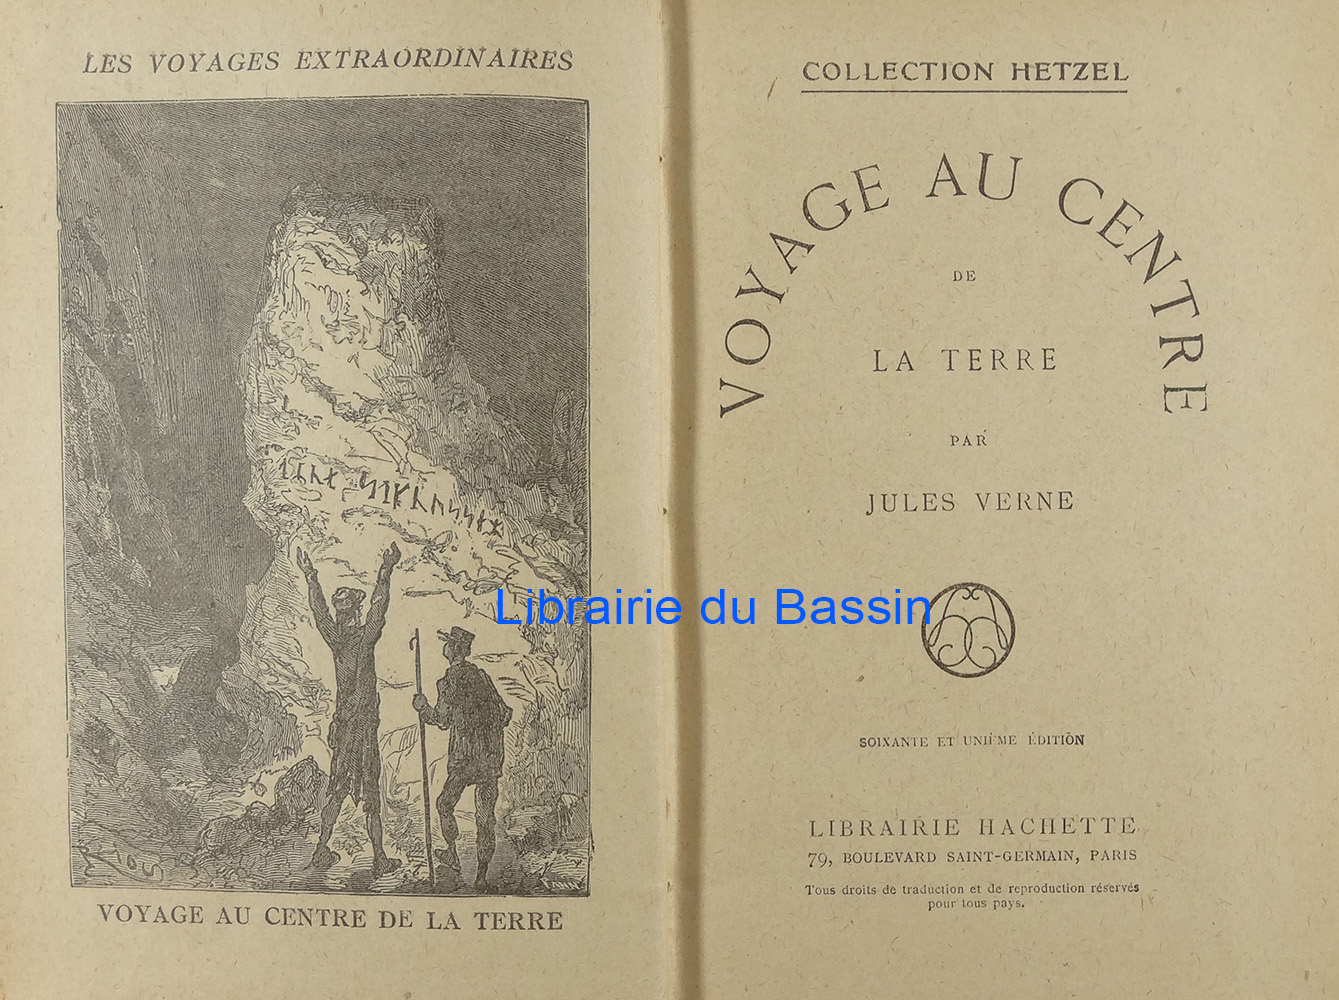 LES VOYAGES EXTRAORDINAIRES
VOYAGE AU CENTRE DE LA TERRE
COLLECTION HETZEL
VOYAGE AU CENTRE
DE
LA TERRE
PAR
JULES VERNE
Librairie du Bassin
SOIXANTE ET UNIÈME ÉDITION
LIBRAIRIE HACHETTE
79, BOULEVARD SAINT-GERMAIN, PARIS
Tous droits de traduction et de reproduction réservés
pour tous pays.